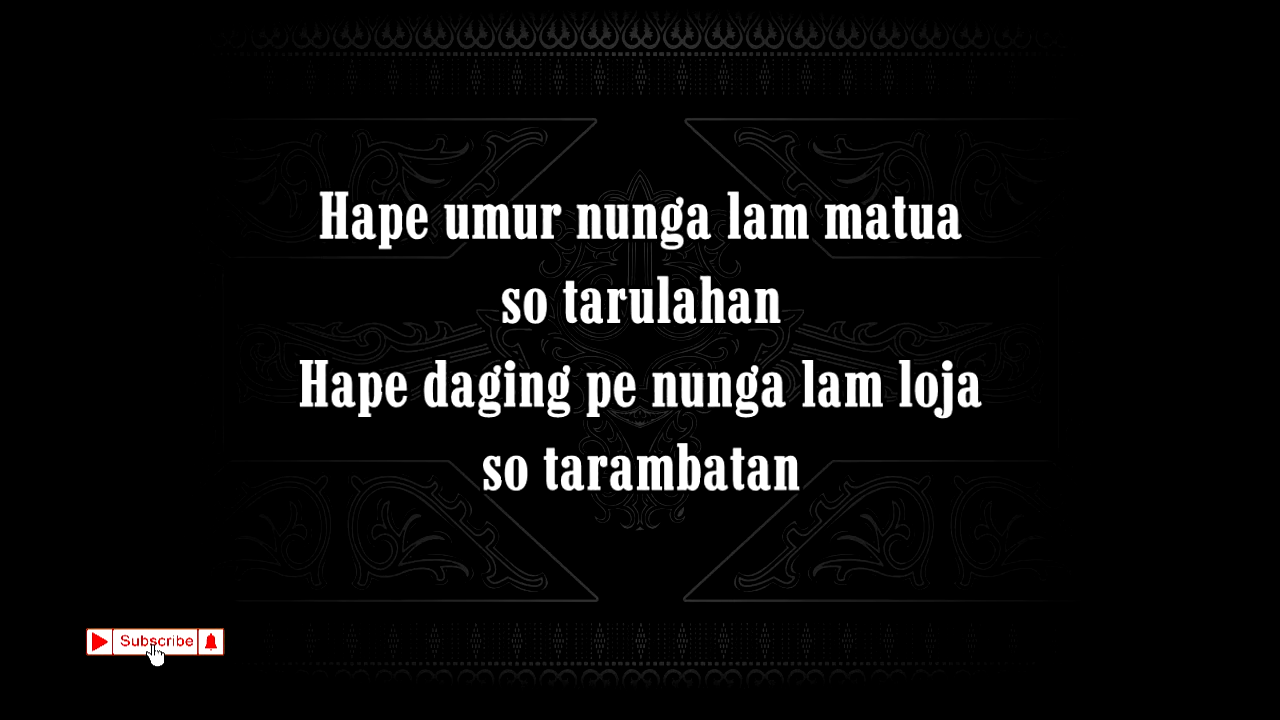 Hape umur nunga lam matua
so tarulahan
Hape daging pe nunga lam loja
so tarambatan
Subscribe